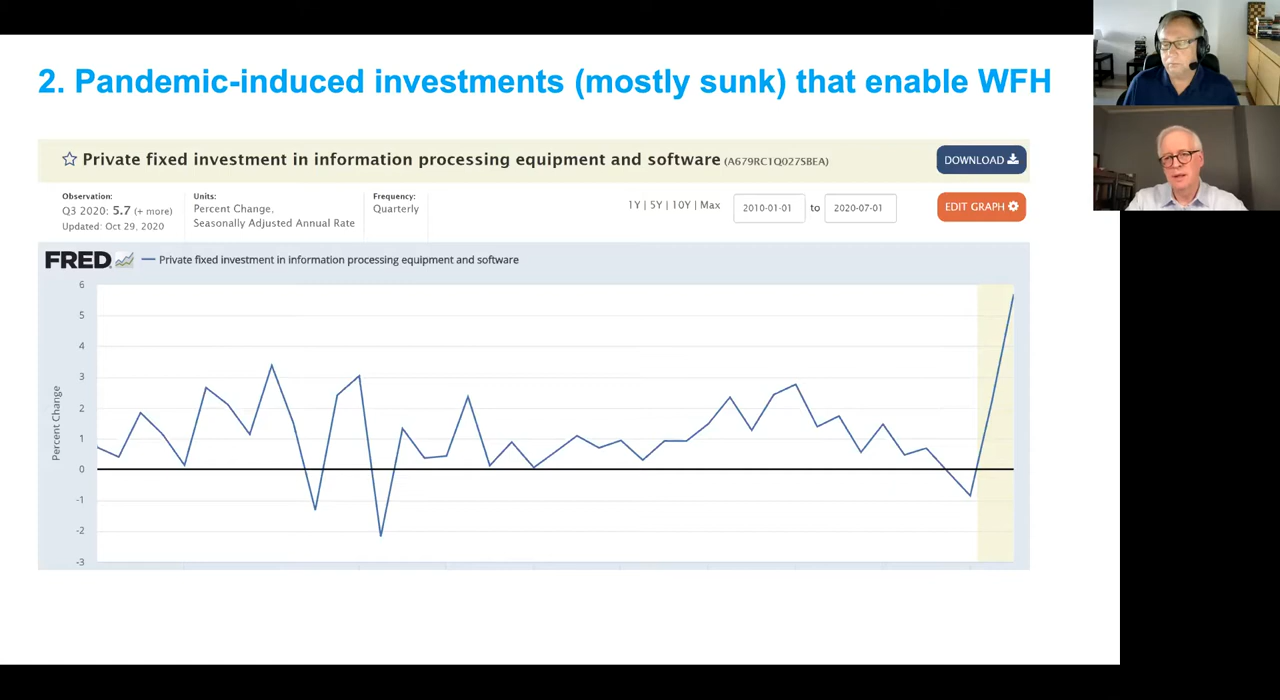 2. Pandemic-induced investments (mostly sunk) that enable WFH
☆ Private fixed investment in information processing equipment and software (A679RC1Q027SBEA)
DOWNLOAD
Observation:
Q3 2020: 5.7 (+ more)
Updated: Oct 29, 2020
Units:
Percent Change,
Seasonally Adjusted Annual Rate
Frequency:
Quarterly
1Y | 5Y | 10Y | Max
2010-01-01 to 2020-07-01
EDIT GRAPH
FRED
Private fixed investment in information processing equipment and software
Percent Change
6
5
4
3
2
1
0
-1
-2
-3